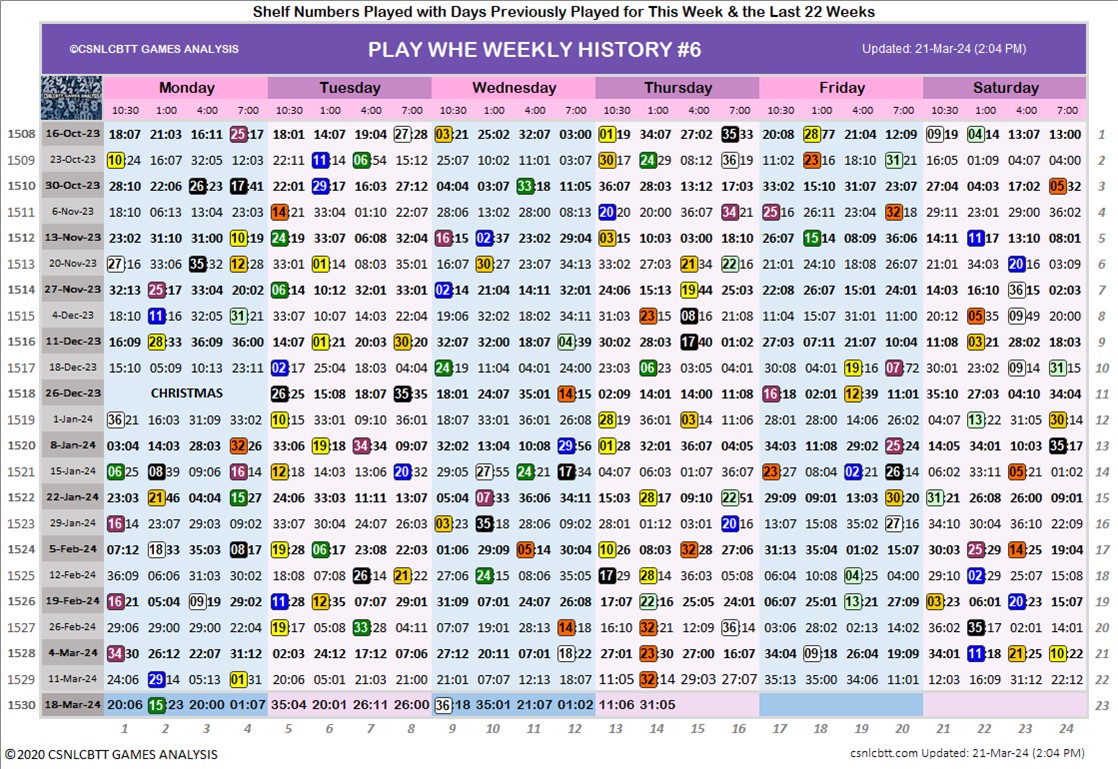 Shelf Numbers Played with Days Previously Played for This Week & the Last 22 Weeks
©CSNLCBTT GAMES ANALYSIS PLAY WHE WEEKLY HISTORY #6 Updated: 21-Mar-24 (2:04 PM)
Monday Tuesday Wednesday Thursday Friday Saturday
10:30 1:00 4:00 7:00 10:30 1:00 4:00 7:00 10:30 1:00 4:00 7:00 10:30 1:00 4:00 7:00 10:30 1:00 4:00 7:00 10:30 1:00 4:00 7:00
1508 16-Oct-23 18:07 21:03 16:11 25:17 18:01 14:07 19:04 27:28 03:21 25:02 32:07 03:00 01:19 34:07 27:02 35:33 20:08 28:77 21:04 12:09 09:19 04:14 13:07 13:00 1
1509 23-Oct-23 10:24 16:07 32:05 12:03 22:11 11:14 54 15:12 25:07 10:02 11:01 03:07 30:17 24:29 08:12 36:19 11:02 23:16 18:10 31:21 16:05 01:09 04:07 04:00 2
1510 30-Oct-23 28:10 22:06 26:23 17:41 22:01 29:17 16:03 27:12 04:04 03:07 33:18 11:05 36:07 28:03 13:12 17:03 33:02 15:10 31:07 23:07 27:04 04:03 17:02 05:32 3
1511 6-Nov-23 18:10 06:13 13:04 23:03 14:21 33:04 01:10 22:07 28:06 13:02 28:00 08:13 20:20 20:00 36:07 34:21 25:16 26:11 23:04 32:18 29:11 23:01 29:00 36:02 4
1512 13-Nov-23 23:02 31:10 31:00 10:19 24:19 33:07 06:08 32:04 16:15 02:37 23:02 29:04 03:15 10:03 03:00 18:10 26:07 15:14 08:09 36:06 14:11 11:17 13:10 08:01 5
1513 20-Nov-23 27:16 33:06 35:32 12:28 33:01 01:14 08:03 35:01 16:07 30:27 23:07 34:13 33:02 27:03 21:34 22:16 21:01 24:10 18:08 26:07 21:01 34:03 20:16 03:09 6
1514 27-Nov-23 32:13 25:17 33:04 20:02 06:14 10:12 32:01 33:01 02:14 21:04 14:11 32:01 24:06 15:13 19:44 25:03 22:08 26:07 15:12 24:01 14:03 16:10 36:15 02:03 7
1515 4-Dec-23 18:10 11:16 32:05 31:21 33:07 10:07 14:03 22:04 19:06 32:02 18:02 34:11 31:03 23:15 08:16 21:08 01:14 15:07 31:01 11:10 20:12 05:35 09:49 20:00 8
1516 11-Dec-23 16:09 28:33 36:09 36:00 14:07 01:21 20:03 30:20 32:07 32:00 18:07 04:39 30:02 28:03 17:40 01:02 27:03 01:07 15:10 24:10 11:08 03:21 28:02 18:03 9
1517 18-Dec-23 15:10 05:09 10:13 23:11 02:17 25:04 18:03 04:07 24:19 11:04 04:01 24:00 23:03 06:23 03:05 04:01 30:08 04:01 19:16 07:72 30:01 23:02 09:14 31:15 10
1518 26-Dec-23 CHRISTMAS 26:25 15:08 18:07 35:35 18:01 24:07 35:01 14:15 02:09 14:01 14:00 11:08 16:18 02:01 12:39 11:01 35:10 27:03 04:10 34:04 11
1519 1-Jan-24 36:21 16:03 31:09 33:02 10:15 33:01 09:10 36:01 18:07 33:03 36:01 09:03 28:19 36:01 03:14 11:06 28:01 28:00 14:06 26:02 04:07 13:22 31:05 30:14 12
1520 8-Jan-24 03:04 14:03 28:03 32:26 33:06 19:18 34:34 09:07 32:02 13:04 10:08 29:56 01:28 32:01 36:07 04:05 34:03 11:08 29:02 25:24 14:05 34:01 10:03 35:17 13
1521 15-Jan-24 06:25 08:39 09:06 16:14 12:18 14:03 13:06 20:32 29:05 27:55 24:21 17:34 04:07 06:03 01:07 36:07 23:27 09:04 02:21 26:14 06:02 33:11 05:21 01:02 14
1522 22-Jan-24 23:03 21:46 04:04 15:27 24:06 33:03 11:11 13:07 05:04 07:33 36:06 34:11 15:03 28:17 09:10 22:51 29:09 09:01 13:03 30:20 31:21 26:08 26:00 09:01 15
1523 29-Jan-24 16:14 23:07 29:03 09:02 33:07 30:04 24:07 26:03 03:23 35:18 28:06 09:02 28:01 01:12 03:01 20:16 13:07 15:08 35:02 27:16 34:10 30:04 36:10 22:09 16
1524 5-Feb-24 07:12 18:33 35:03 08:17 19:28 06:17 23:08 22:03 01:06 29:09 05:14 30:04 10:26 08:03 32:28 27:06 31:13 35:04 01:02 15:07 30:03 25:29 14:25 19:04 17
1525 12-Feb-24 36:09 06:06 31:03 30:02 18:08 07:08 26:14 21:22 27:06 24:15 08:06 35:05 17:29 28:14 36:03 05:08 06:04 10:08 04:25 04:00 29:10 02:29 25:07 15:08 18
1526 19-Feb-24 16:21 05:04 09:19 29:02 11:28 12:35 07:07 29:01 31:09 07:01 24:07 26:08 17:07 22:16 25:05 24:01 06:07 05:01 13:21 27:09 03:23 06:01 20:23 15:07 19
1527 26-Feb-24 29:06 29:00 29:00 22:04 19:17 05:08 33:28 01:14 07:07 19:01 28:13 14:18 16:10 32:21 12:09 36:14 03:05 28:02 02:13 14:02 36:02 35:17 02:01 14:01 20
1528 4-Mar-24 34:30 26:12 22:07 31:12 02:03 24:12 17:12 07:06 27:12 20:11 07:01 18:22 27:01 23:30 27:00 16:07 34:04 09:18 26:04 19:09 34:01 11:18 21:25 10:22 21
1529 11-Mar-24 24:06 29:14 05:13 01:31 20:06 05:01 21:03 21:00 21:01 07:07 12:13 18:07 11:05 32:14 29:03 27:07 35:13 35:00 34:06 11:01 12:03 16:09 31:12 22:12 22
1530 18-Mar-24 20:06 15:23 20:00 01:07 35:04 20:01 26:11 26:00 36:18 35:01 21:07 01:02 11:06 31:05 23
1 2 3 4 5 6 7 8 9 10 11 12 13 14 15 16 17 18 19 20 21 22 23 24
©2020 CSNLCBTT GAMES ANALYSIS csnlcbtt.com Updated: 21-Mar-24 (2:04 PM)